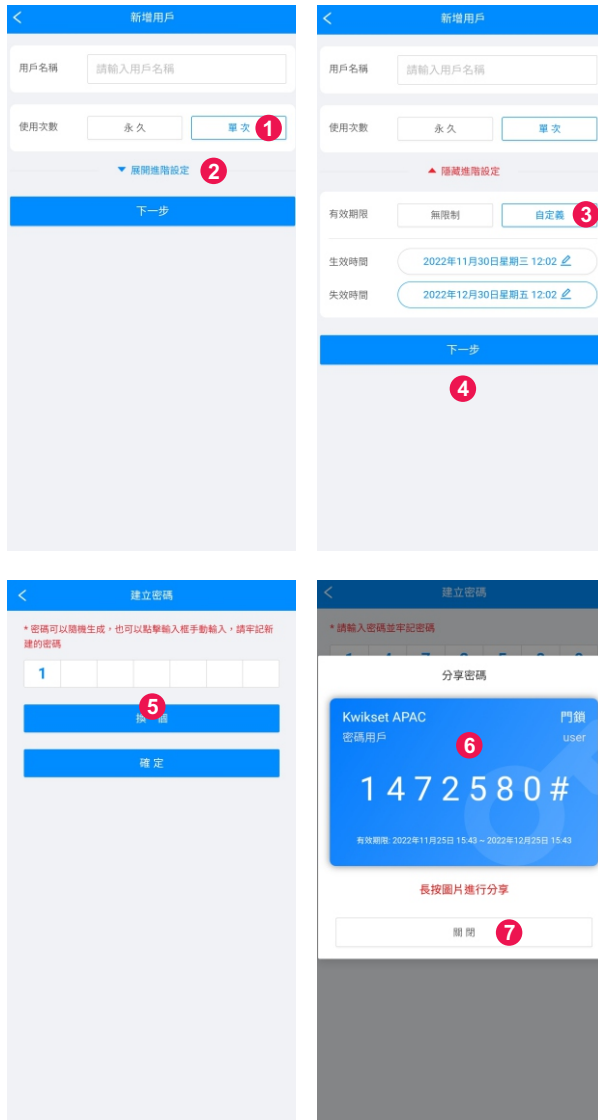 新增用戶
用戶名稱
請輸入用戶名稱
使用次數
永久
單次
1
展開進階設定
2
下一步
新增用戶
用戶名稱
請輸入用戶名稱
使用次數
永久
單次
隱藏進階設定
有效期限
無限制
自定義
3
生效時間
2022年11月30日星期三 12:02
失效時間
2022年12月30日星期五 12:02
下一步
4
建立密碼
* 密碼可以隨機生成,也可以點擊輸入框手動輸入,請牢記新
建的密碼
1
5
換 個
確定
建立密碼
* 請輸入密碼並牢記密碼
分享密碼
Kwikset APAC
門鎖
密碼用戶
user
6
1472580#
有效期限: 2022年11月25日 15:43 ~ 2022年12月25日 15:43
長按圖片進行分享
關閉
7